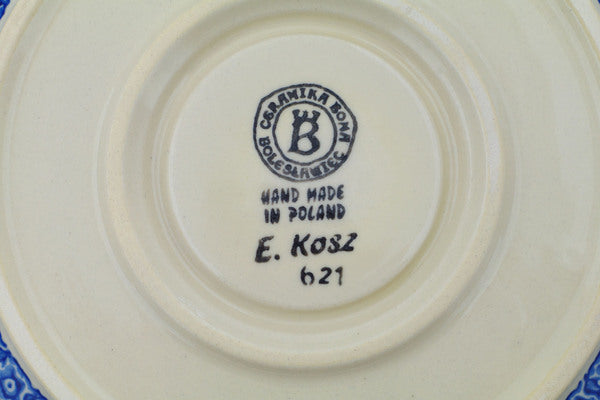 CERAMIKA BONA
B
BOLESŁAWIEC
HAND MADE
IN POLAND
E. KOSZ
621